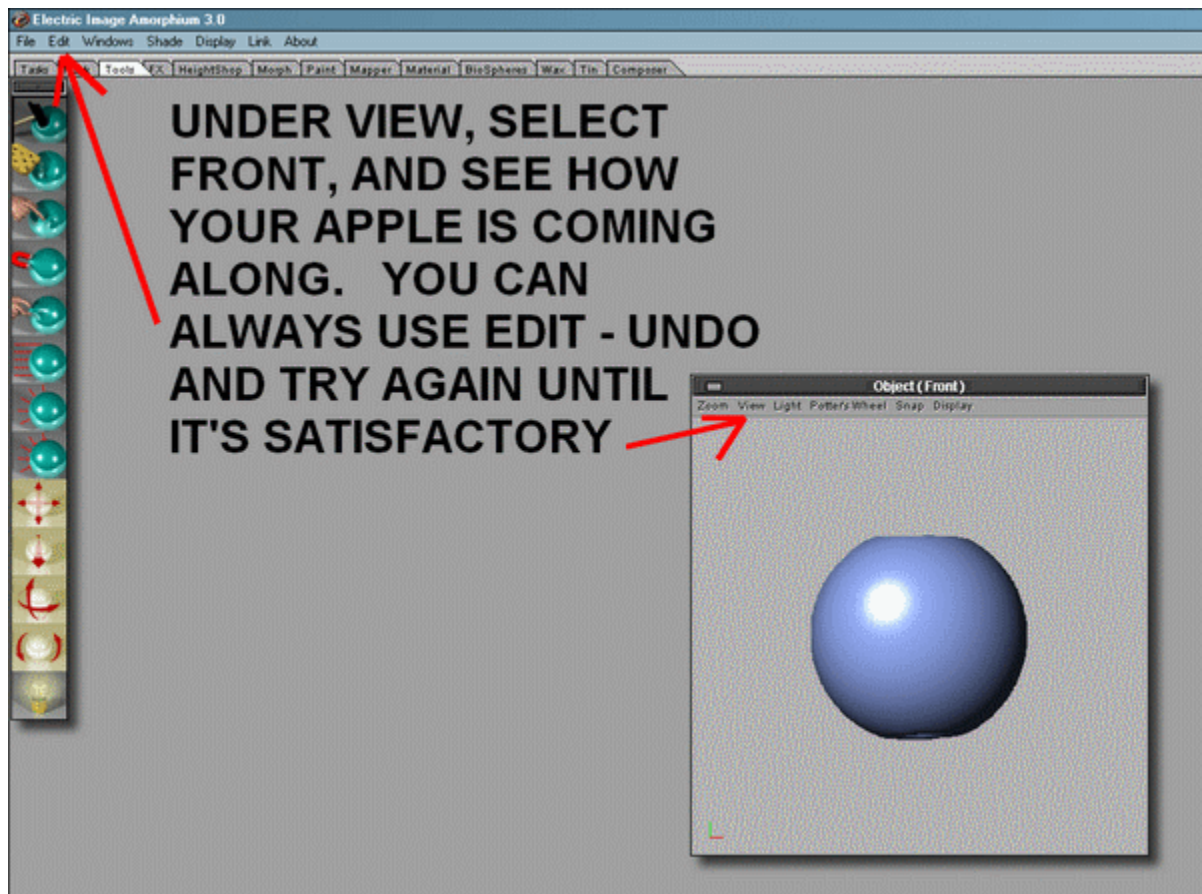 Electric Image Amorphium 3.0
File Edit Windows Shade Display Link About
Tasks Tools FX HeightShop Morph Paint Mapper Material BioSpheres Wax Tin Composer
UNDER VIEW, SELECT
FRONT, AND SEE HOW
YOUR APPLE IS COMING
ALONG. YOU CAN
ALWAYS USE EDIT - UNDO
AND TRY AGAIN UNTIL
IT'S SATISFACTORY
Object (Front)
Zoom View Light Potter's Wheel Snap Display